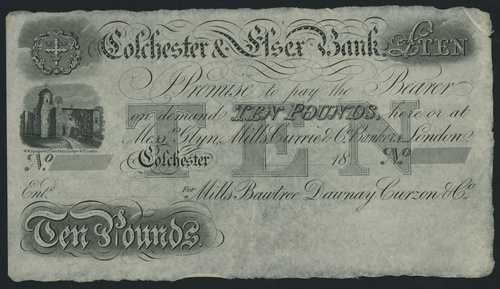 Colchester & Essex Bank. £TEN
I Promise to pay the Bearer
on demand TEN POUNDS, here or at
Mess.rs Glyn, Mills Currie & Co. Bankers, London.
TEN
No Colchester 18 No
Entd.
For Mills Bawtree Dawnay Curzon & Co.
Ten Pounds.